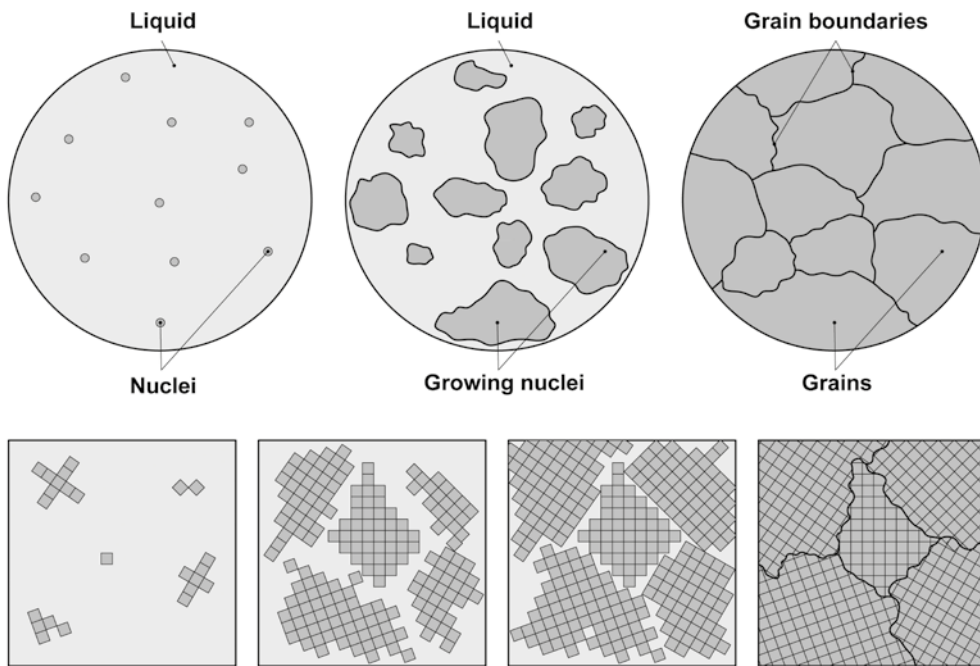 Liquid
Liquid
Grain boundaries
Nuclei
Growing nuclei
Grains